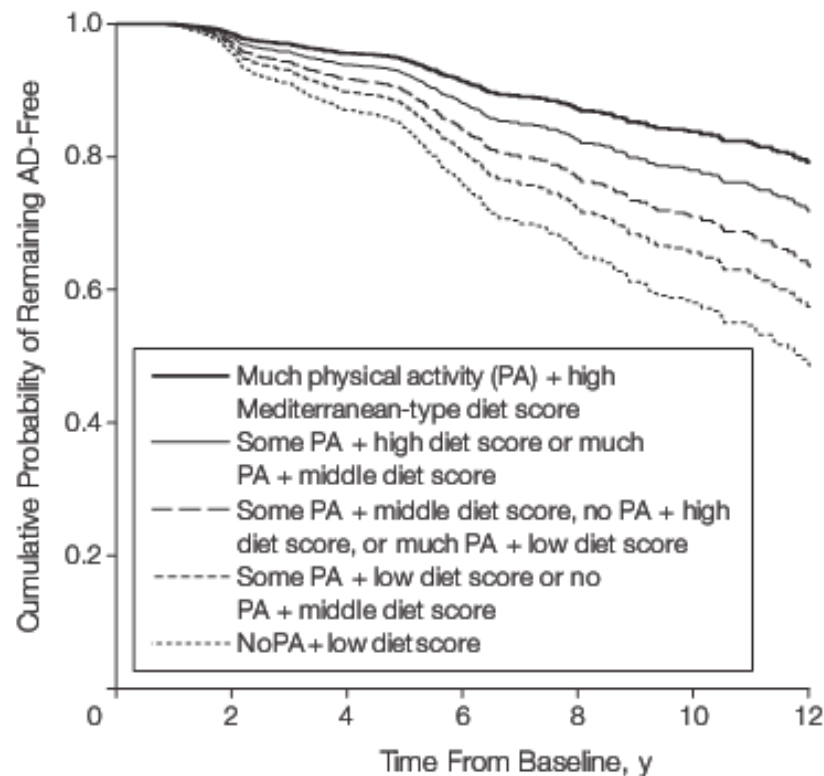 Cumulative Probability of Remaining AD-Free
1.0
0.8
0.6
0.4
0.2
Much physical activity (PA) + high
Mediterranean-type diet score
Some PA + high diet score or much
PA + middle diet score
Some PA + middle diet score, no PA + high
diet score, or much PA + low diet score
Some PA + low diet score or no
PA + middle diet score
NoPA+low dietscore
0 2 4 6 8 10 12
Time From Baseline, y